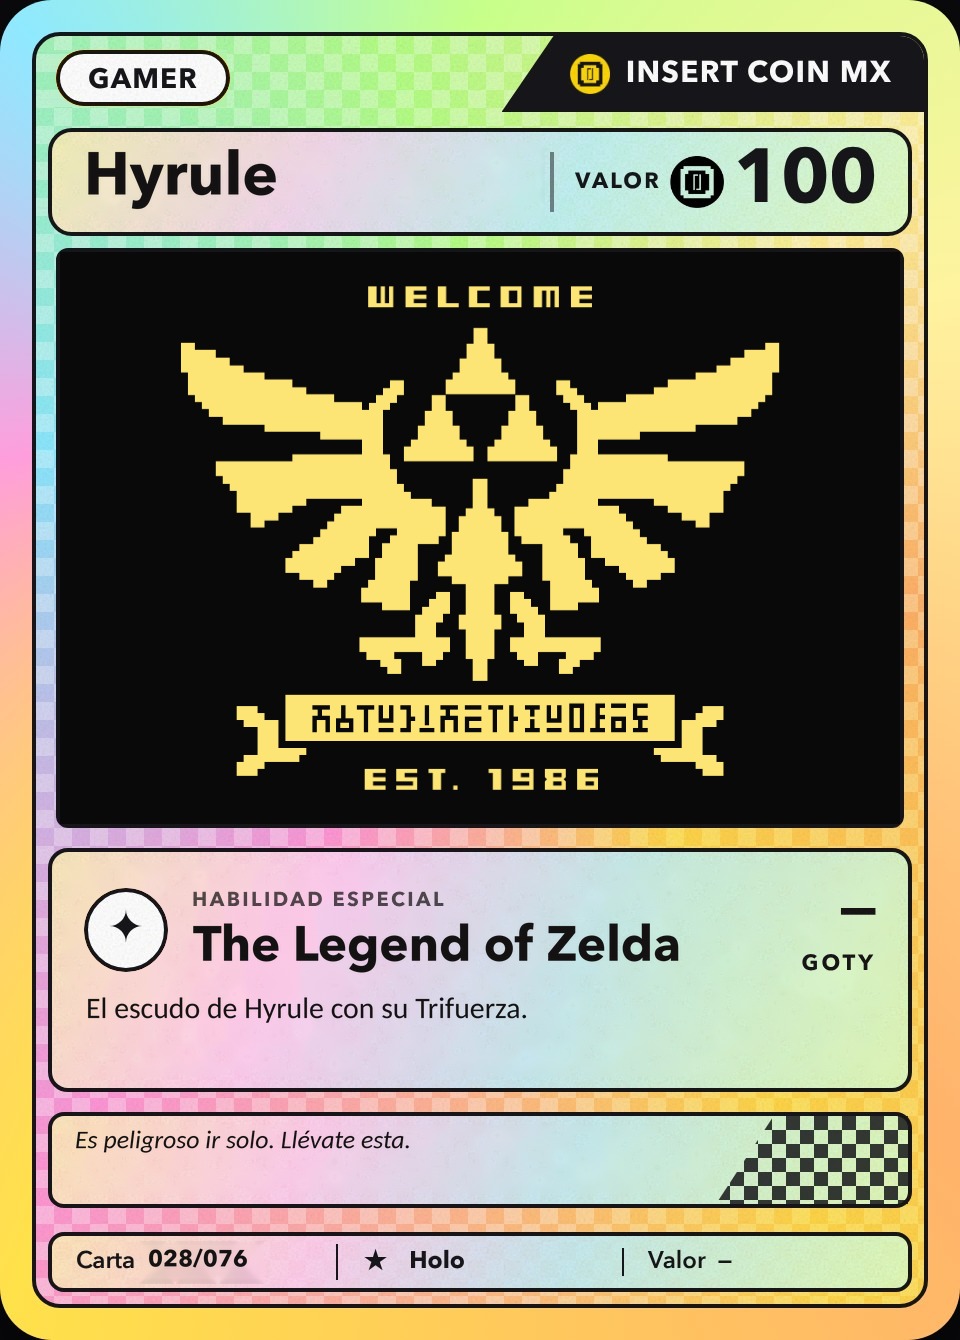 GAMER
INSERT COIN MX
Hyrule
VALOR 100
WELCOME
EST. 1986
HABILIDAD ESPECIAL
The Legend of Zelda
—
GOTY
El escudo de Hyrule con su Trifuerza.
Es peligroso ir solo. Llévate esta.
Carta 028/076 ★ Holo Valor –